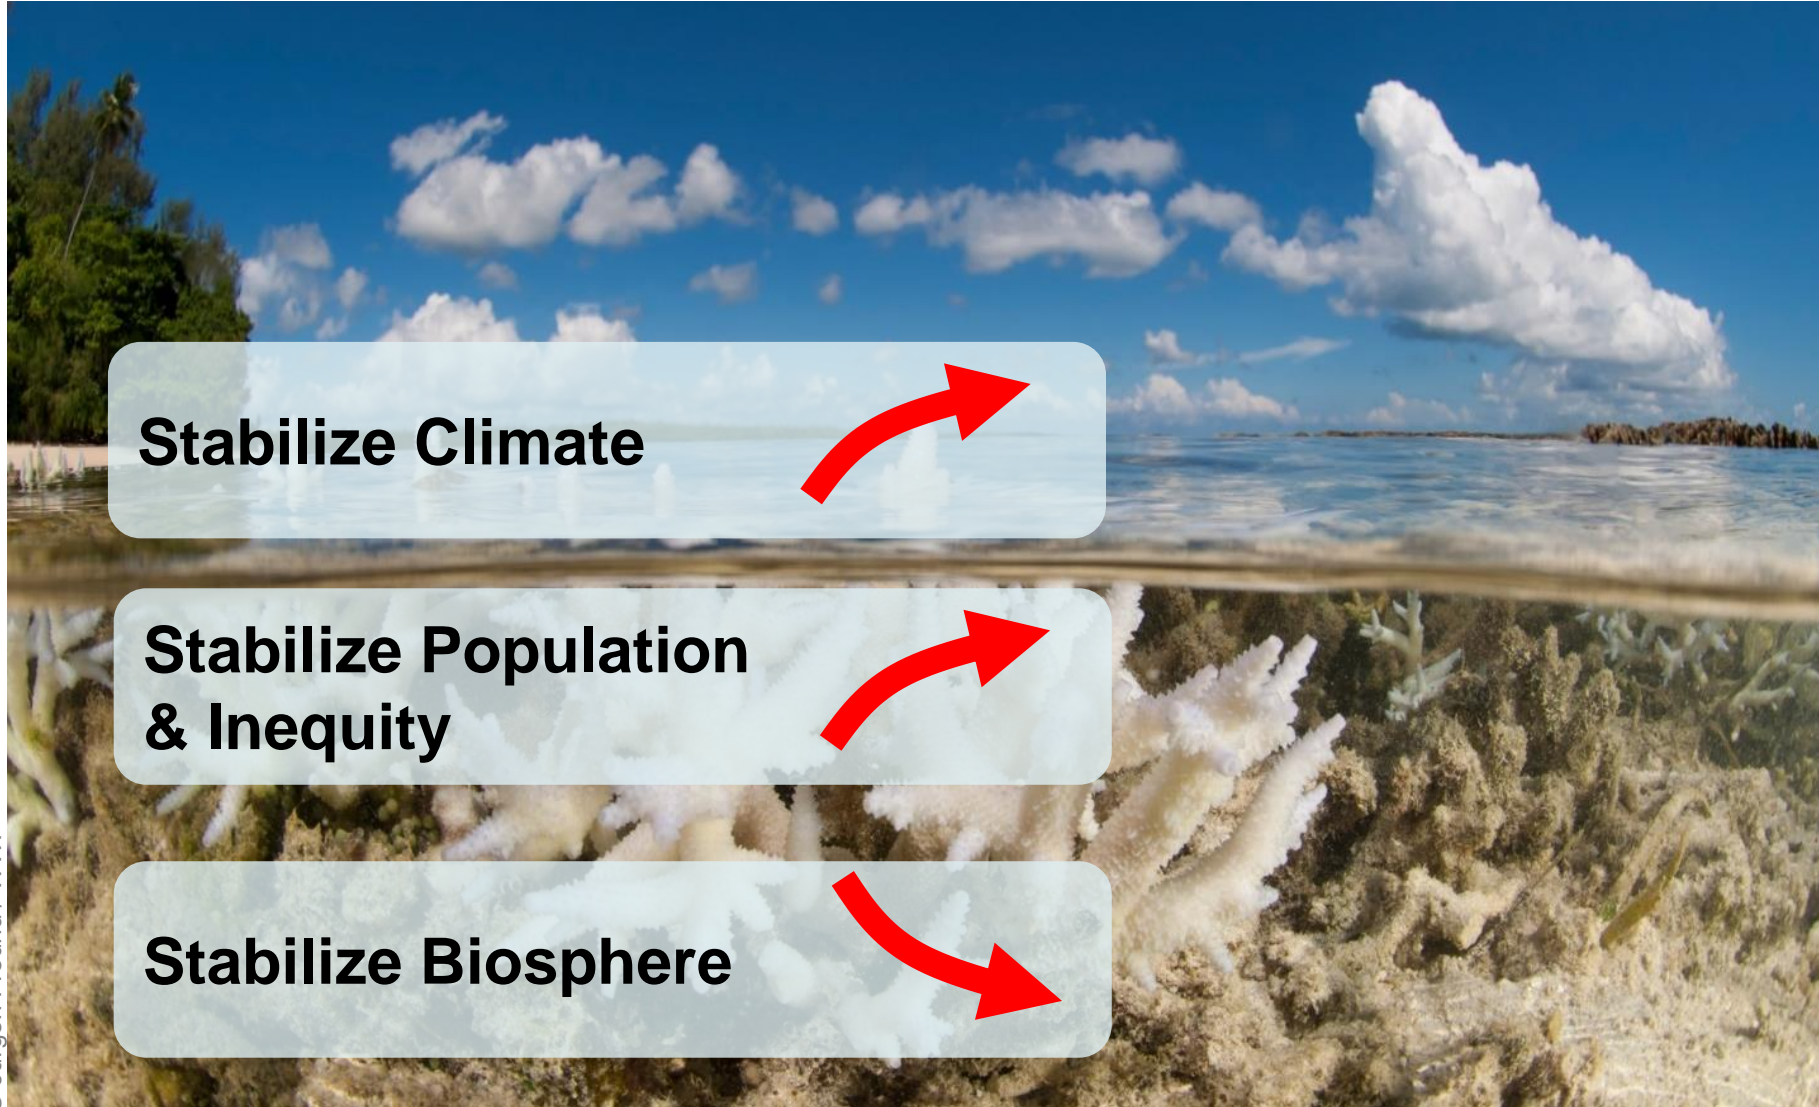 Stabilize Climate
Stabilize Population
& Inequity
Stabilize Biosphere